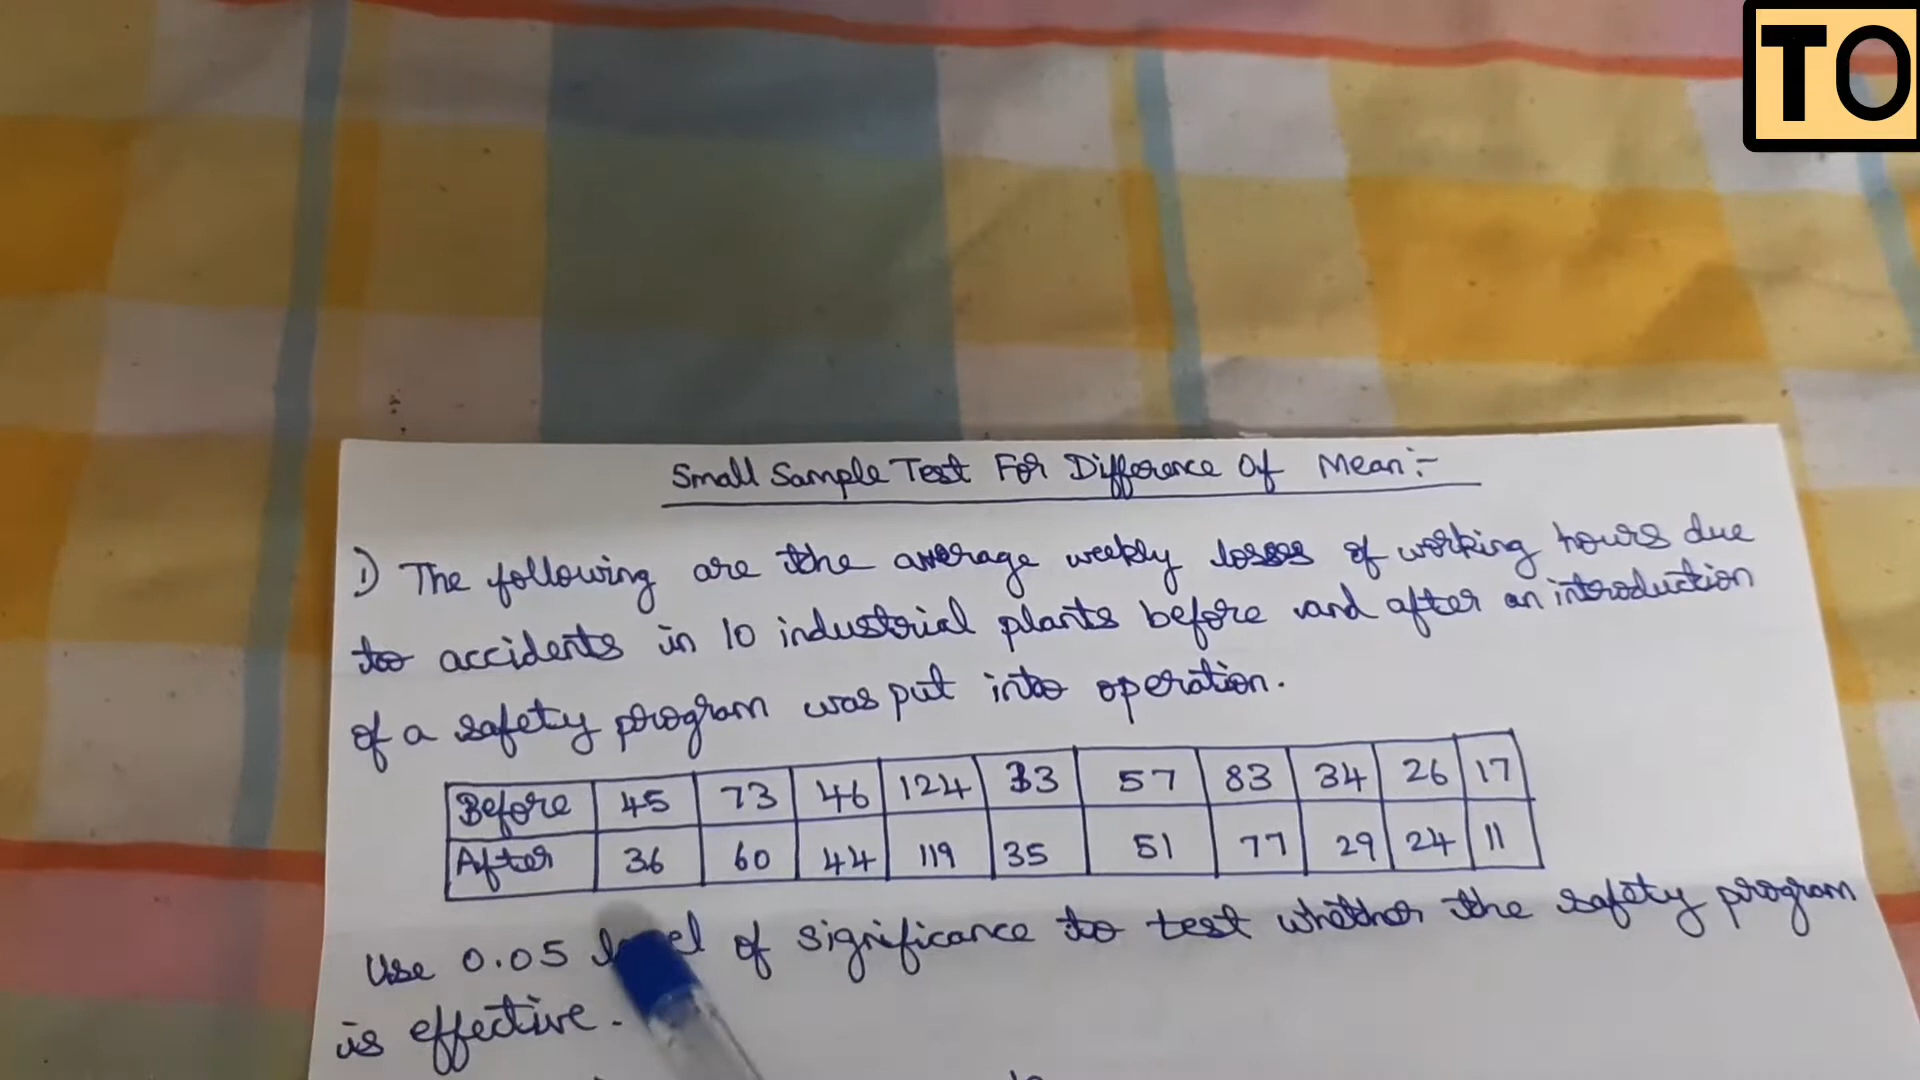 TO
Small Sample Test For Difference Of Mean:-
1) The following are the average weekly losses of working hours due
to accidents in 10 industrial plants before and after an introduction
of a safety program was put into operation.
Before 45 73 46 124 33 57 83 34 26 17
After 36 60 44 119 35 51 77 29 24 11
Use 0.05 level of significance to test whether the safety program
is effective.